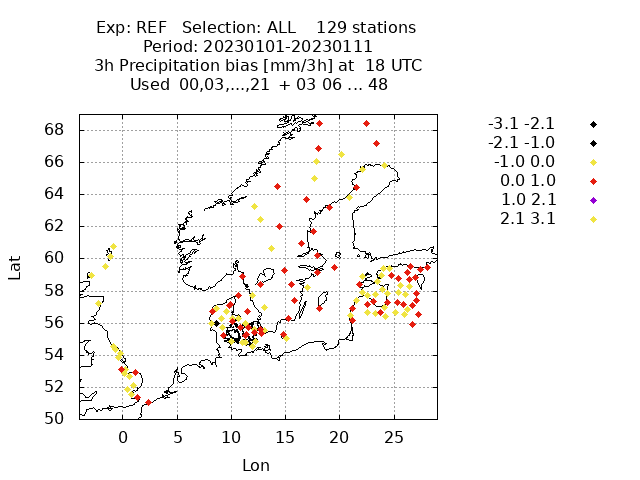 Exp: REF Selection: ALL 129 stations
Period: 20230101-20230111
3h Precipitation bias [mm/3h] at 18 UTC
Used 00,03,...,21 + 03 06 ... 48
68
66
64
62
60
58
56
54
52
50
Lat
0 5 10 15 20 25
Lon
-3.1 -2.1
-2.1 -1.0
-1.0 0.0
0.0 1.0
1.0 2.1
2.1 3.1